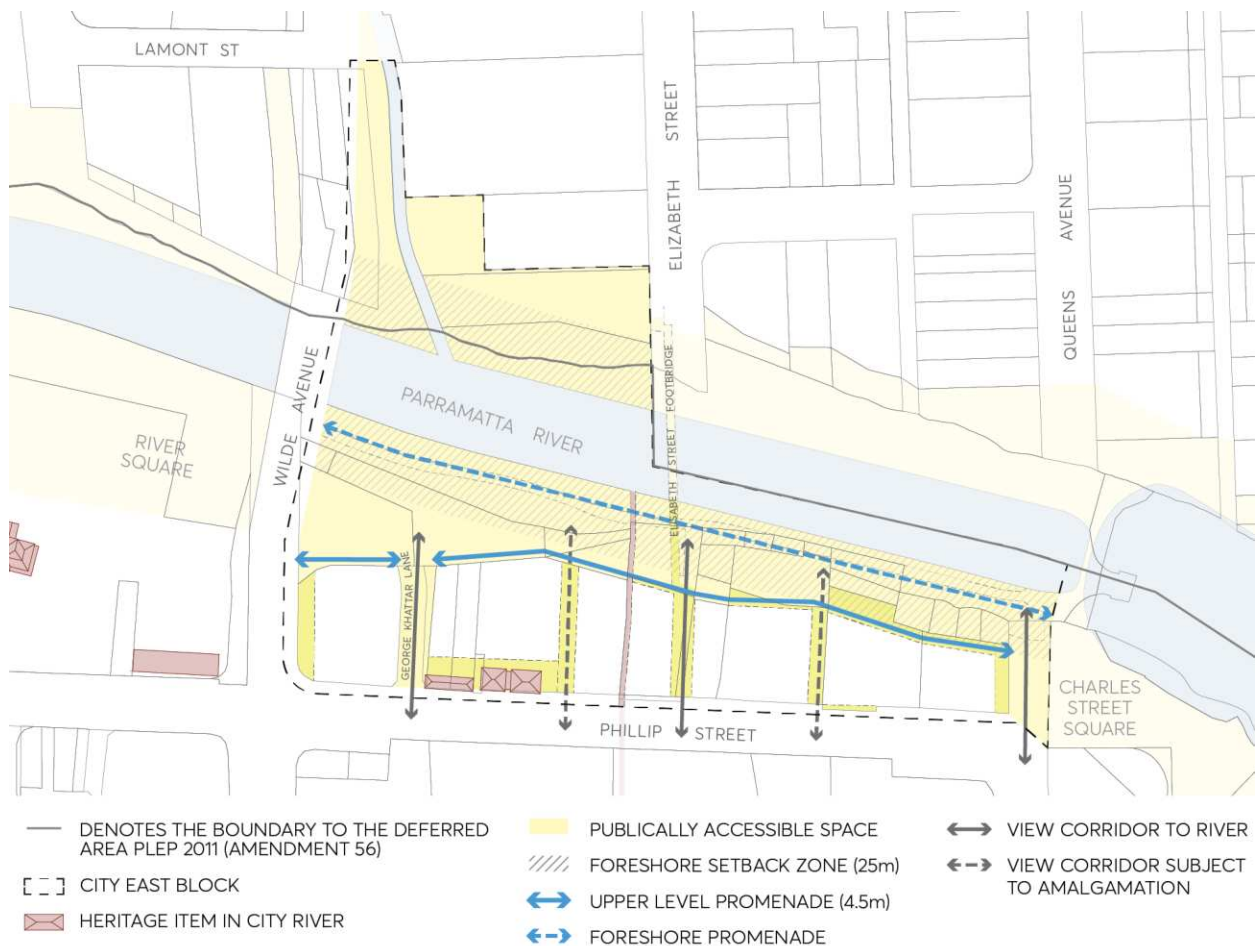 LAMONT ST
ELIZABETH STREET
QUEENS AVENUE
WILDE AVENUE
PARRAMATTA RIVER
ELISABETH STREET FOOTBRIDGE
RIVER
SQUARE
GEORGE KHATTAR LANE
CHARLES
STREET
SQUARE
PHILLIP STREET
DENOTES THE BOUNDARY TO THE DEFERRED
AREA PLEP 2011 (AMENDMENT 56)
CITY EAST BLOCK
HERITAGE ITEM IN CITY RIVER
PUBLICALLY ACCESSIBLE SPACE
FORESHORE SETBACK ZONE (25m)
UPPER LEVEL PROMENADE (4.5m)
FORESHORE PROMENADE
VIEW CORRIDOR TO RIVER
VIEW CORRIDOR SUBJECT
TO AMALGAMATION